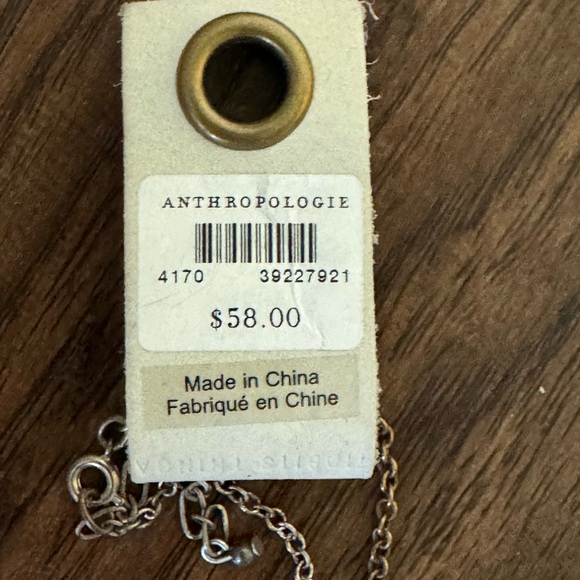 ANTHROPOLOGIE
4170 39227921
$58.00
Made in China
Fabriqué en Chine